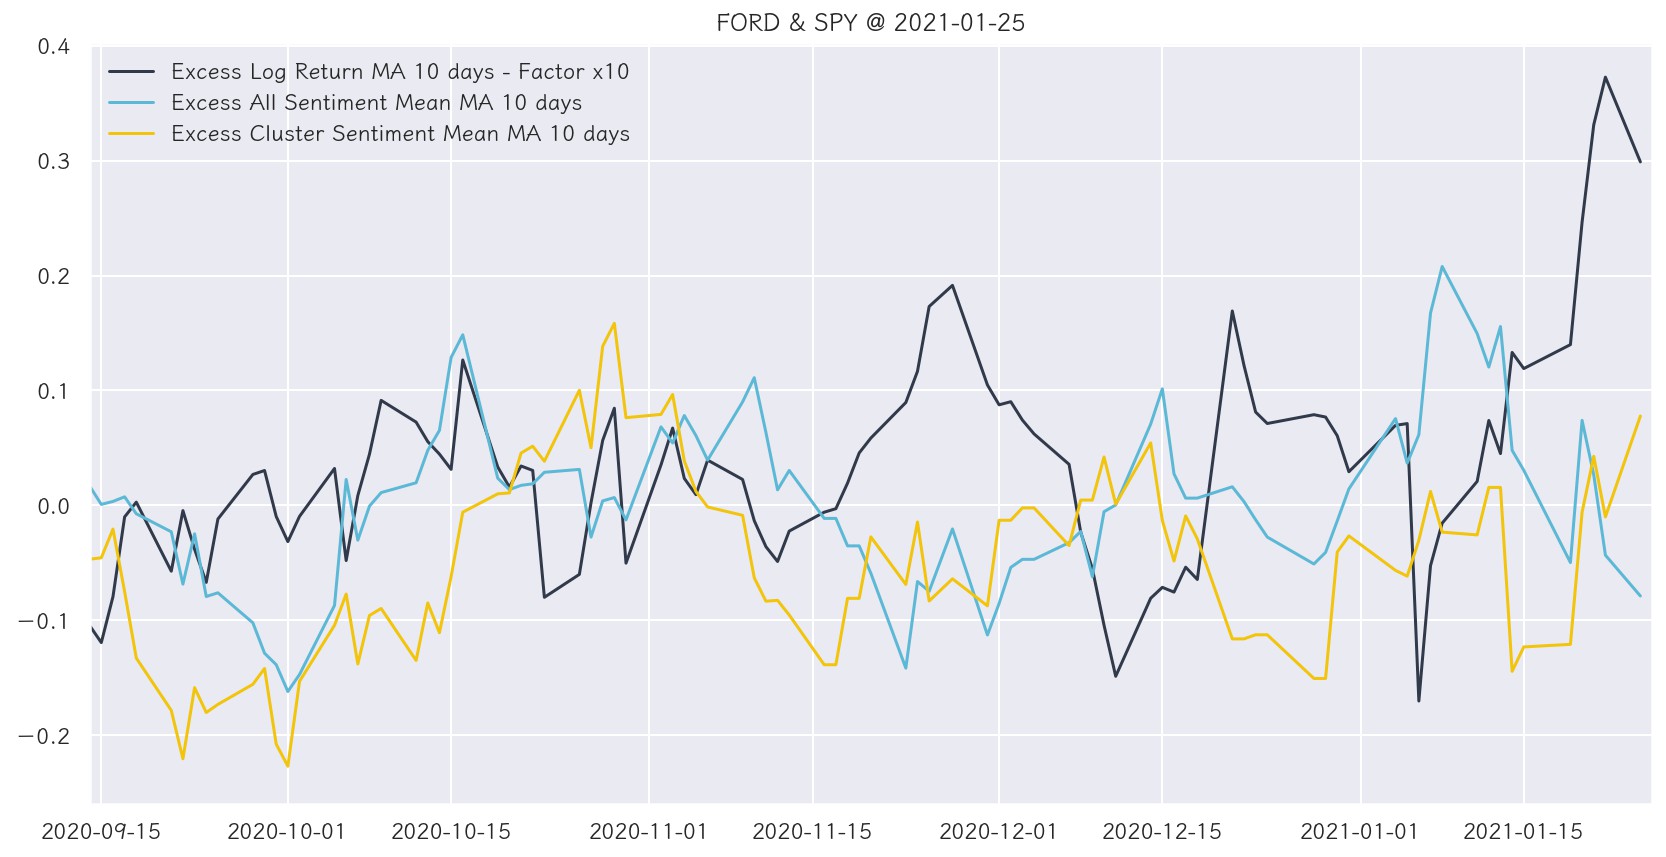 FORD & SPY @ 2021-01-25
0.4
Excess Log Return MA 10 days - Factor x10
Excess All Sentiment Mean MA 10 days
Excess Cluster Sentiment Mean MA 10 days
0.3
0.2
0.1
0.0
−0.1
−0.2
2020-09-15 2020-10-01 2020-10-15 2020-11-01 2020-11-15 2020-12-01 2020-12-15 2021-01-01 2021-01-15